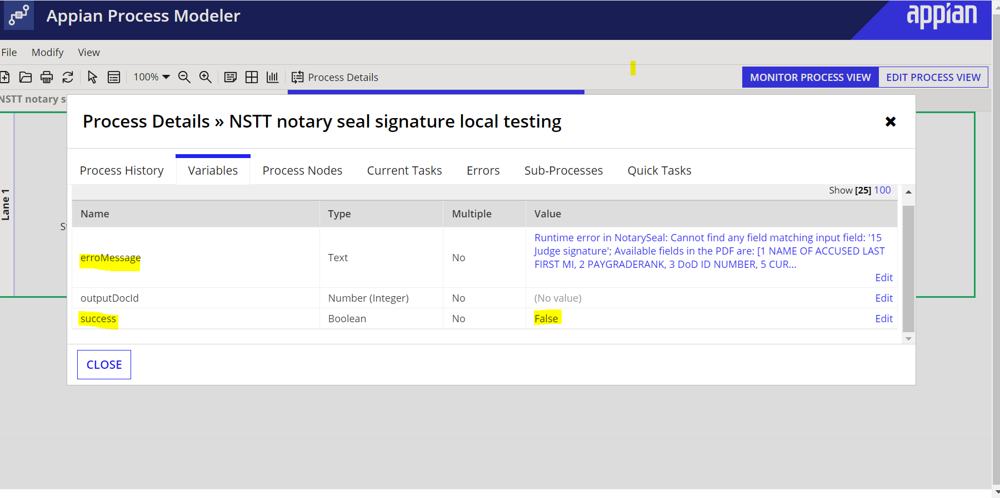 Appian Process Modeler
appian
File Modify View
100% Process Details MONITOR PROCESS VIEW EDIT PROCESS VIEW
NSTT notary s
Process Details » NSTT notary seal signature local testing
Process History Variables Process Nodes Current Tasks Errors Sub-Processes Quick Tasks
Show [25] 100
Name Type Multiple Value
erroMessage Text No Runtime error in NotarySeal: Cannot find any field matching input field: '15
Judge signature'; Available fields in the PDF are: [1 NAME OF ACCUSED LAST
FIRST MI, 2 PAYGRADERANK, 3 DoD ID NUMBER, 5 CUR...
Edit
outputDocId Number (Integer) No (No value) Edit
success Boolean No False Edit
CLOSE
Lane 1